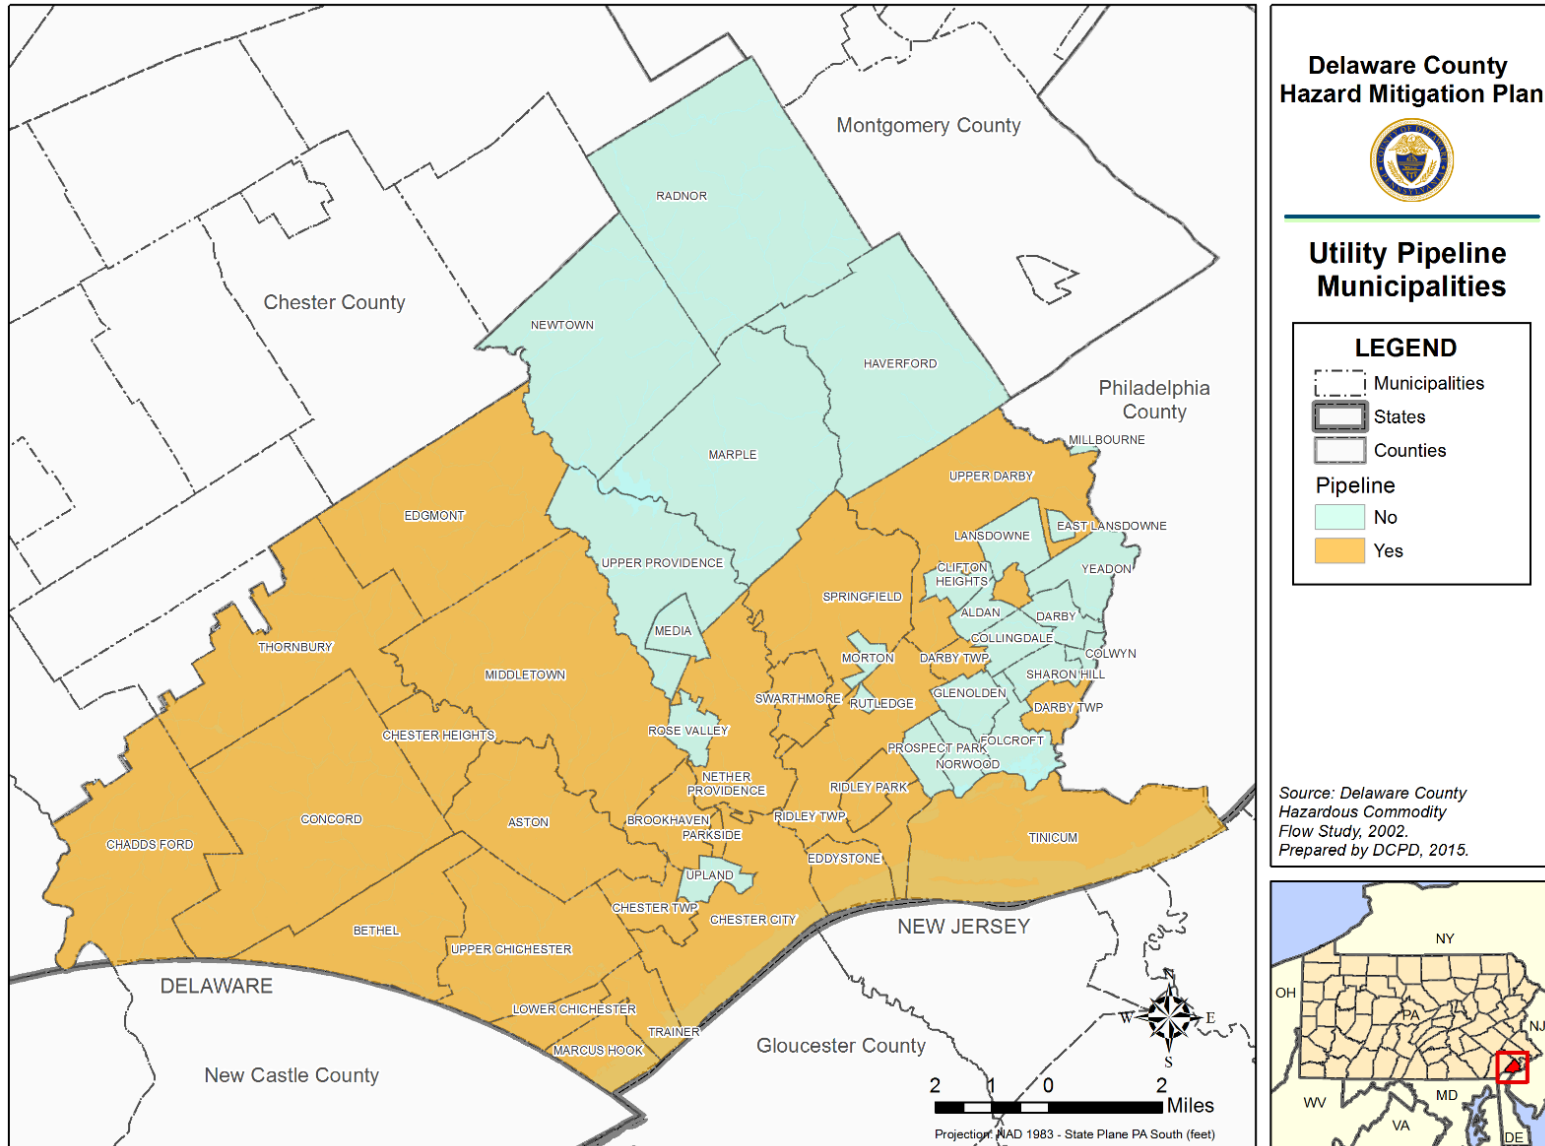 Montgomery County
RADNOR
Chester County
NEWTOWN
HAVERFORD
Philadelphia
County
MILLBOURNE
MARPLE
UPPER DARBY
EDGMONT
EAST LANSDOWNE
LANSDOWNE
UPPER PROVIDENCE
CLIFTON
HEIGHTS
YEADON
SPRINGFIELD
ALDAN
DARBY
MEDIA
COLLINGDALE
THORNBURY
COLWYN
MORTON
DARBY TWP
MIDDLETOWN
SHARON HILL
SWARTHMORE
GLENOLDEN
RUTLEDGE
DARBY TWP
ROSE VALLEY
CHESTER HEIGHTS
FOLCROFT
PROSPECT PARK
NORWOOD
NETHER
PROVIDENCE
RIDLEY PARK
CONCORD
ASTON
BROOKHAVEN
RIDLEY TWP
PARKSIDE
TINICUM
CHADDS FORD
EDDYSTONE
UPLAND
CHESTER TWP
CHESTER CITY
NEW JERSEY
BETHEL
UPPER CHICHESTER
DELAWARE
LOWER CHICHESTER
TRAINER
MARCUS HOOK
Gloucester County
New Castle County
N
W
E
S
2 1 0 2
Miles
Projection: NAD 1983 - State Plane PA South (feet)
Delaware County
Hazard Mitigation Plan
COUNTY OF DELAWARE
PENNSYLVANIA
Utility Pipeline
Municipalities
LEGEND
Municipalities
States
Counties
Pipeline
No
Yes
Source: Delaware County
Hazardous Commodity
Flow Study, 2002.
Prepared by DCPD, 2015.
NY
OH
PA
NJ
WV
MD
VA
DE